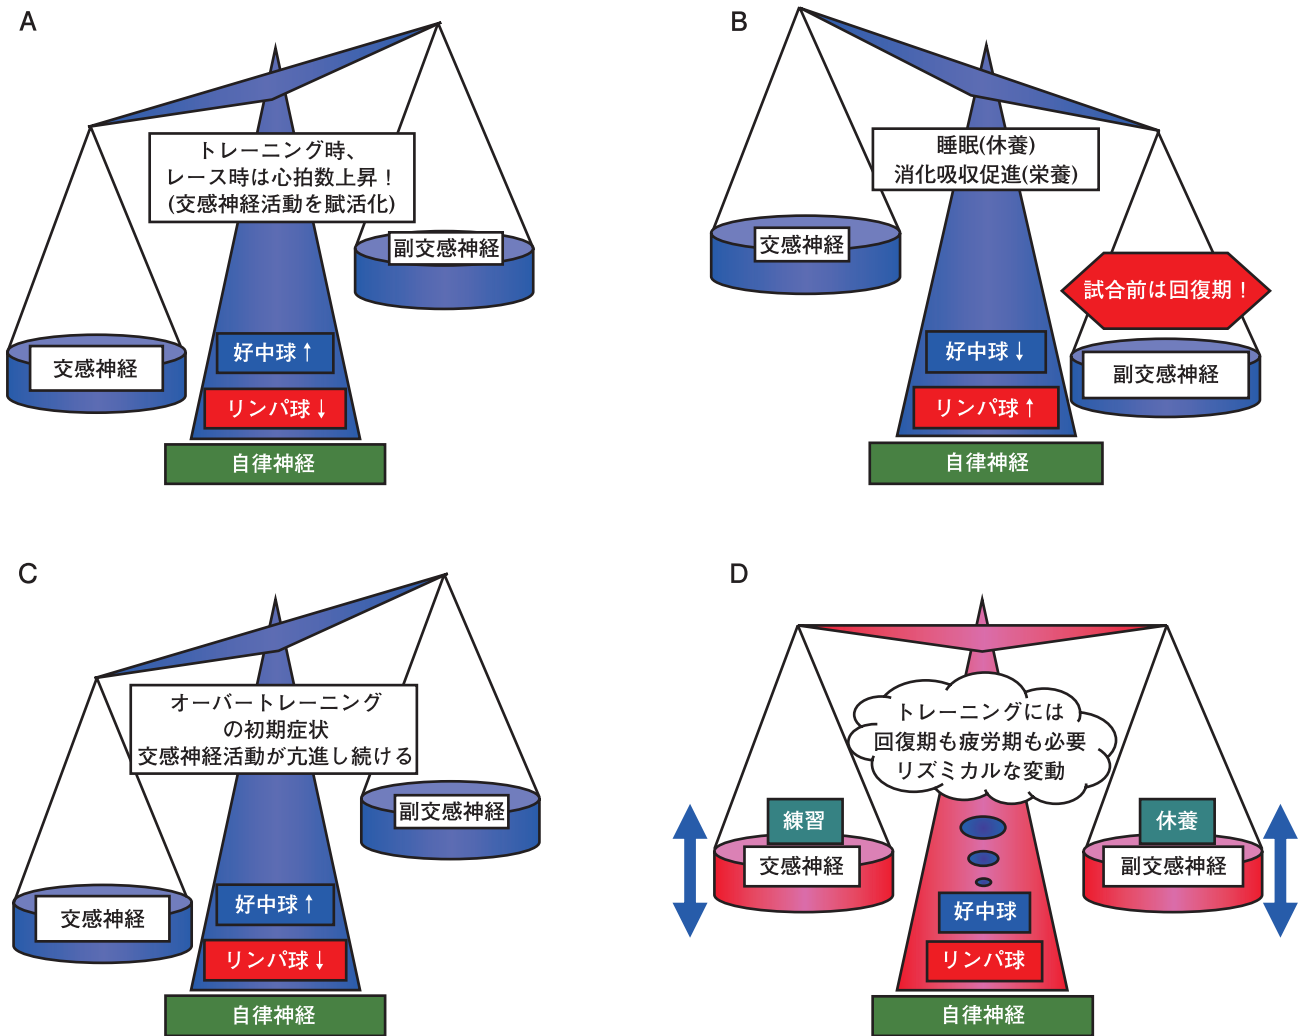 A
トレーニング時、
レース時は心拍数上昇！
(交感神経活動を賦活化)
副交感神経
交感神経
好中球↑
リンパ球↓
自律神経
B
睡眠(休養)
消化吸収促進(栄養)
交感神経
試合前は回復期！
副交感神経
好中球↓
リンパ球↑
自律神経
C
オーバートレーニング
の初期症状
交感神経活動が亢進し続ける
副交感神経
交感神経
好中球↑
リンパ球↓
自律神経
D
トレーニングには
回復期も疲労期も必要
リズミカルな変動
練習
交感神経
休養
副交感神経
好中球
リンパ球
自律神経